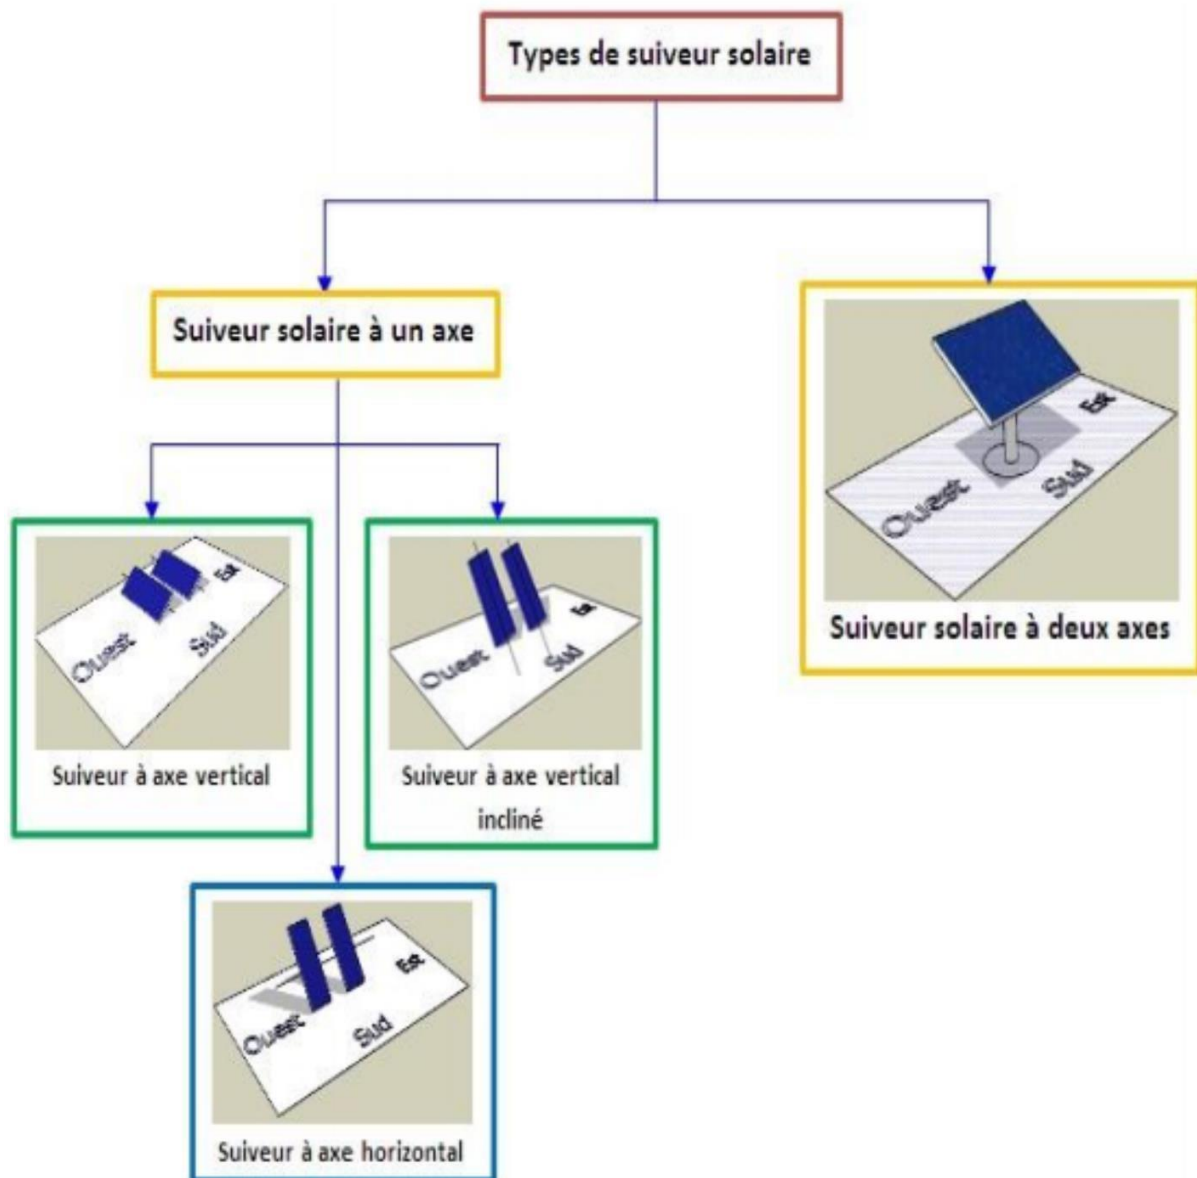 Types de suiveur solaire
Suiveur solaire à un axe
Est
Ouest
Sud
Suiveur solaire à deux axes
Est
Ouest
Sud
Suiveur à axe vertical
Est
Ouest
Sud
Suiveur à axe vertical
incliné
Est
Ouest
Sud
Suiveur à axe horizontal